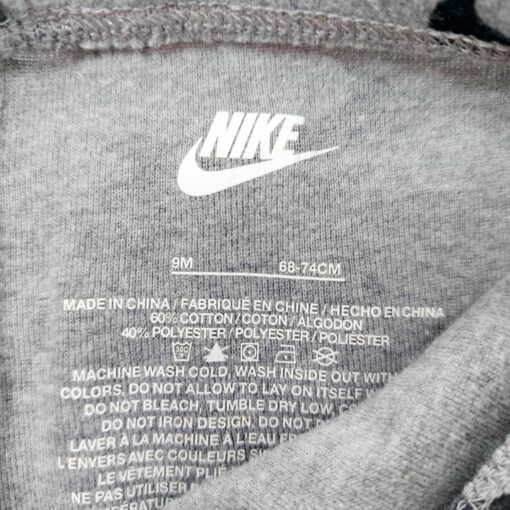 NIKE
9M 68-74CM
MADE IN CHINA / FABRIQUÉ EN CHINE / HECHO EN CHINA
60% COTTON / COTON / ALGODÓN
40% POLYESTER / POLYESTER / POLIÉSTER
MACHINE WASH COLD, WASH INSIDE OUT WITH
COLORS, DO NOT ALLOW TO LAY ON ITSELF
DO NOT BLEACH, TUMBLE DRY LOW,
DO NOT IRON DESIGN, DO NOT
LAVER À LA MACHINE À L'EAU
L'ENVERS AVEC COULEURS
LE VÊTEMENT
NE PAS UTILISER
TEMPÉRATUR